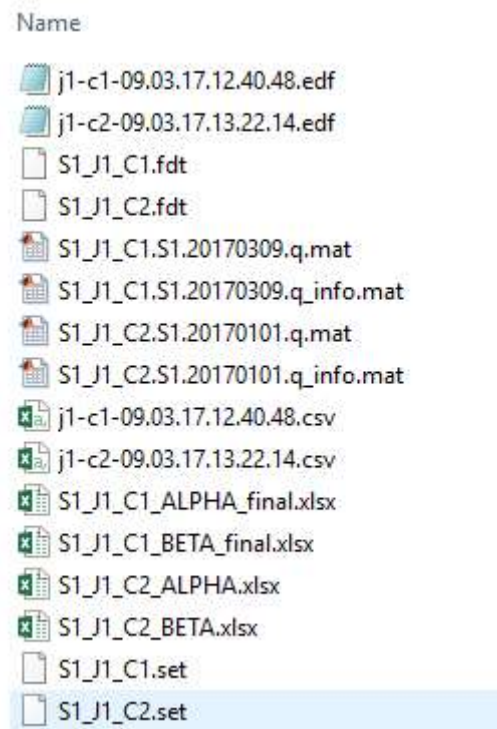 Name
j1-c1-09.03.17.12.40.48.edf
j1-c2-09.03.17.13.22.14.edf
S1_J1_C1.fdt
S1_J1_C2.fdt
S1_J1_C1.S1.20170309.q.mat
S1_J1_C1.S1.20170309.q_info.mat
S1_J1_C2.S1.20170101.q.mat
S1_J1_C2.S1.20170101.q_info.mat
j1-c1-09.03.17.12.40.48.csv
j1-c2-09.03.17.13.22.14.csv
S1_J1_C1_ALPHA_final.xlsx
S1_J1_C1_BETA_final.xlsx
S1_J1_C2_ALPHA.xlsx
S1_J1_C2_BETA.xlsx
S1_J1_C1.set
S1_J1_C2.set